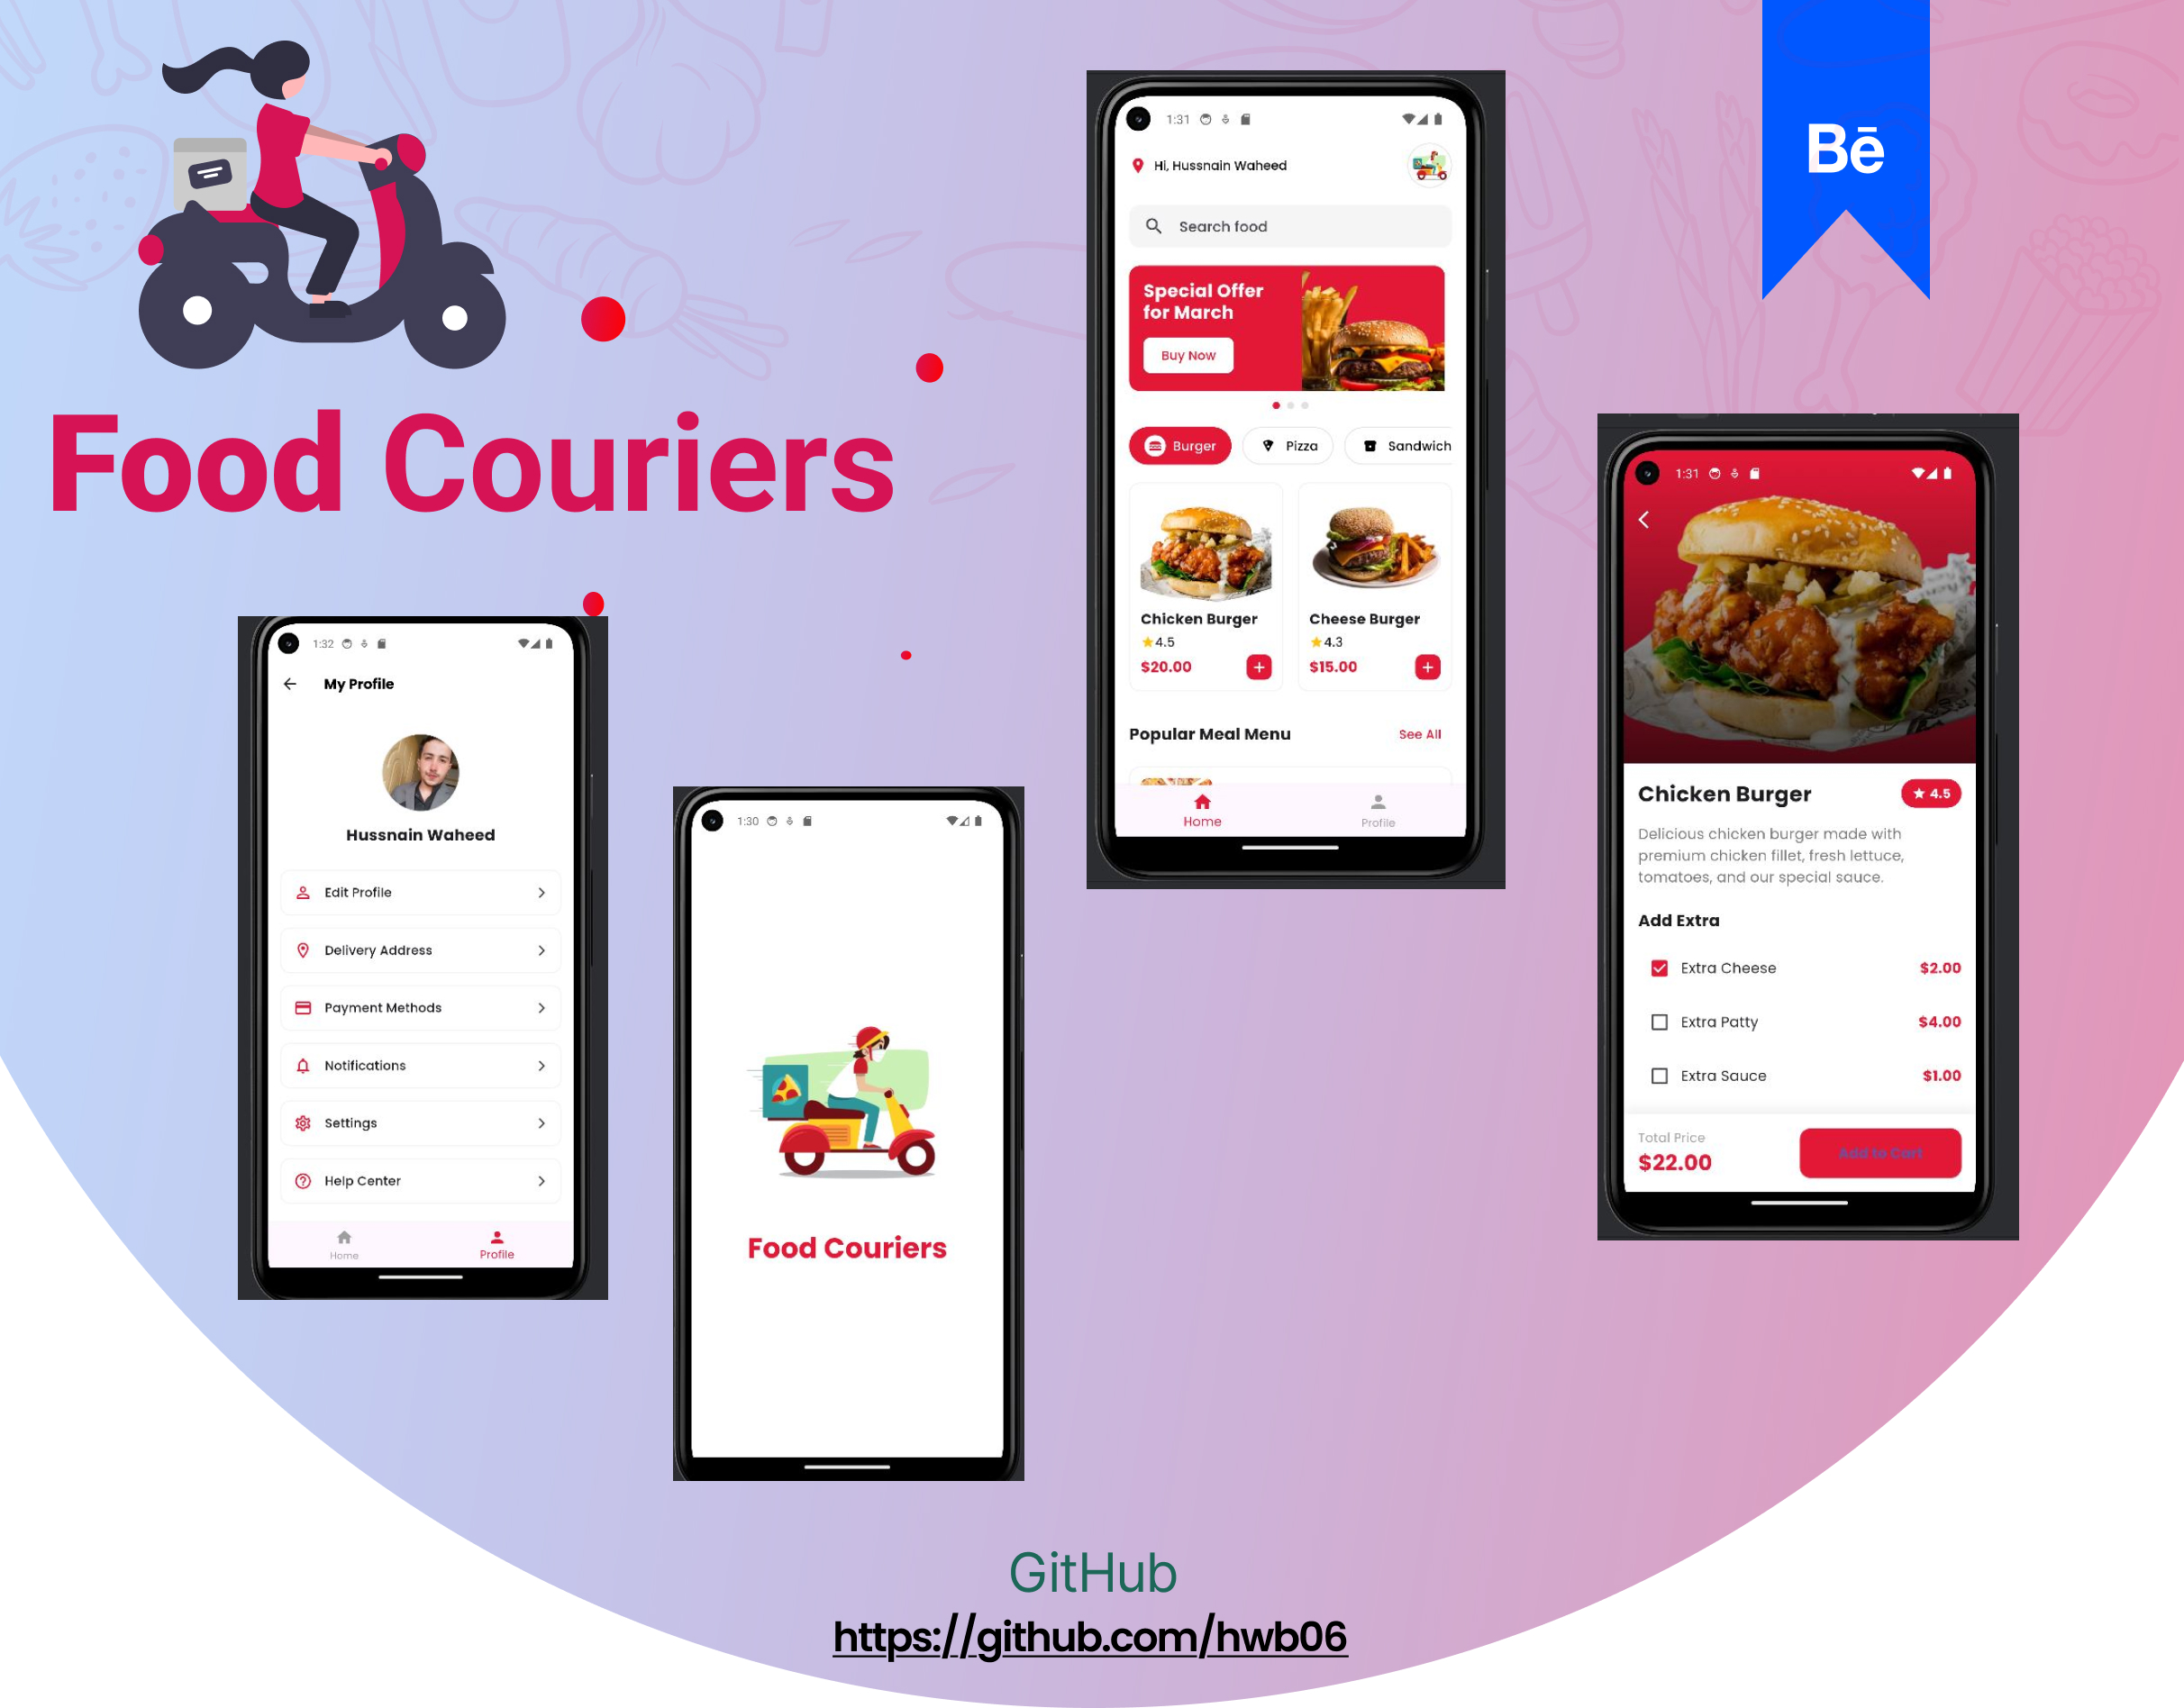 Food Couriers
Bē
1:31
Hi, Hussnain Waheed
Search food
Special Offer
for March
Buy Now
Burger
Pizza
Sandwich
Chicken Burger
4.5
$20.00
+
Cheese Burger
4.3
$15.00
+
Popular Meal Menu
See All
Home
Profile
1:31
Chicken Burger
4.5
Delicious chicken burger made with
premium chicken fillet, fresh lettuce,
tomatoes, and our special sauce.
Add Extra
Extra Cheese
$2.00
Extra Patty
$4.00
Extra Sauce
$1.00
Total Price
$22.00
Add to Cart
1:32
My Profile
Hussnain Waheed
Edit Profile
Delivery Address
Payment Methods
Notifications
Settings
Help Center
Home
Profile
1:30
Food Couriers
GitHub
https://github.com/hwb06